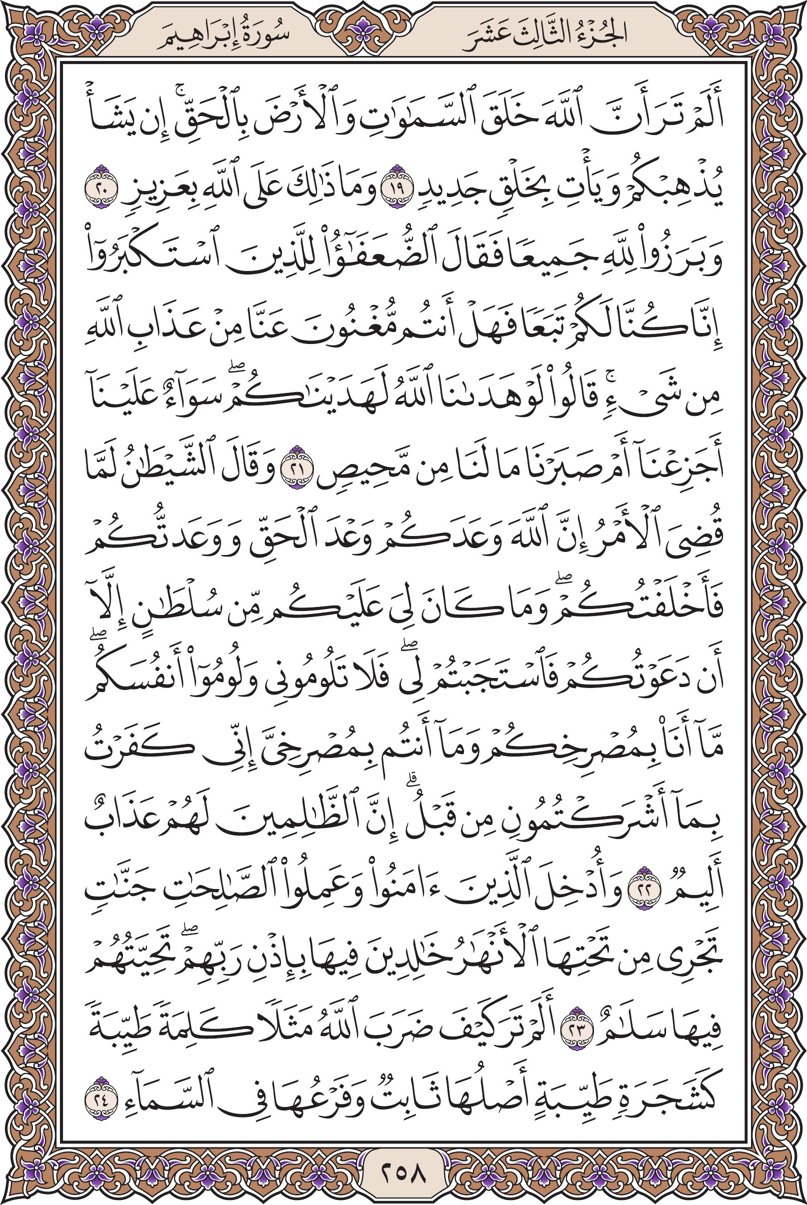 الجُزْءُ الثَّالِثَ عَشَرَ
سُورَةُ إِبْرَاهِيمَ
أَلَمْ تَرَ أَنَّ ٱللَّهَ خَلَقَ ٱلسَّمَٰوَٰتِ وَٱلْأَرْضَ بِٱلْحَقِّۚ إِن يَشَأْ
يُذْهِبْكُمْ وَيَأْتِ بِخَلْقٖ جَدِيدٖ ١٩ وَمَا ذَٰلِكَ عَلَى ٱللَّهِ بِعَزِيزٖ ٢٠
وَبَرَزُواْ لِلَّهِ جَمِيعٗا فَقَالَ ٱلضُّعَفَٰٓؤُاْ لِلَّذِينَ ٱسْتَكْبَرُوٓاْ
إِنَّا كُنَّا لَكُمْ تَبَعٗا فَهَلْ أَنتُم مُّغْنُونَ عَنَّا مِنْ عَذَابِ ٱللَّهِ
مِن شَيْءٖۚ قَالُواْ لَوْ هَدَىٰنَا ٱللَّهُ لَهَدَيْنَٰكُمْۖ سَوَآءٌ عَلَيْنَآ
أَجَزِعْنَآ أَمْ صَبَرْنَا مَا لَنَا مِن مَّحِيصٖ ٢١ وَقَالَ ٱلشَّيْطَٰنُ لَمَّا
قُضِيَ ٱلْأَمْرُ إِنَّ ٱللَّهَ وَعَدَكُمْ وَعْدَ ٱلْحَقِّ وَوَعَدتُّكُمْ
فَأَخْلَفْتُكُمْۖ وَمَا كَانَ لِيَ عَلَيْكُم مِّن سُلْطَٰنٍ إِلَّآ
أَن دَعَوْتُكُمْ فَٱسْتَجَبْتُمْ لِيۖ فَلَا تَلُومُونِي وَلُومُوٓاْ أَنفُسَكُمۖ
مَّآ أَنَا۠ بِمُصْرِخِكُمْ وَمَآ أَنتُم بِمُصْرِخِيَّ إِنِّي كَفَرْتُ
بِمَآ أَشْرَكْتُمُونِ مِن قَبْلُۗ إِنَّ ٱلظَّٰلِمِينَ لَهُمْ عَذَابٌ
أَلِيمٞ ٢٢ وَأُدْخِلَ ٱلَّذِينَ ءَامَنُواْ وَعَمِلُواْ ٱلصَّٰلِحَٰتِ جَنَّٰتٖ
تَجْرِي مِن تَحْتِهَا ٱلْأَنْهَٰرُ خَٰلِدِينَ فِيهَا بِإِذْنِ رَبِّهِمْۖ تَحِيَّتُهُمْ
فِيهَا سَلَٰمٌ ٢٣ أَلَمْ تَرَ كَيْفَ ضَرَبَ ٱللَّهُ مَثَلٗا كَلِمَةٗ طَيِّبَةٗ
كَشَجَرَةٖ طَيِّبَةٍ أَصْلُهَا ثَابِتٞ وَفَرْعُهَا فِي ٱلسَّمَآءِ ٢٤
٢٥٨